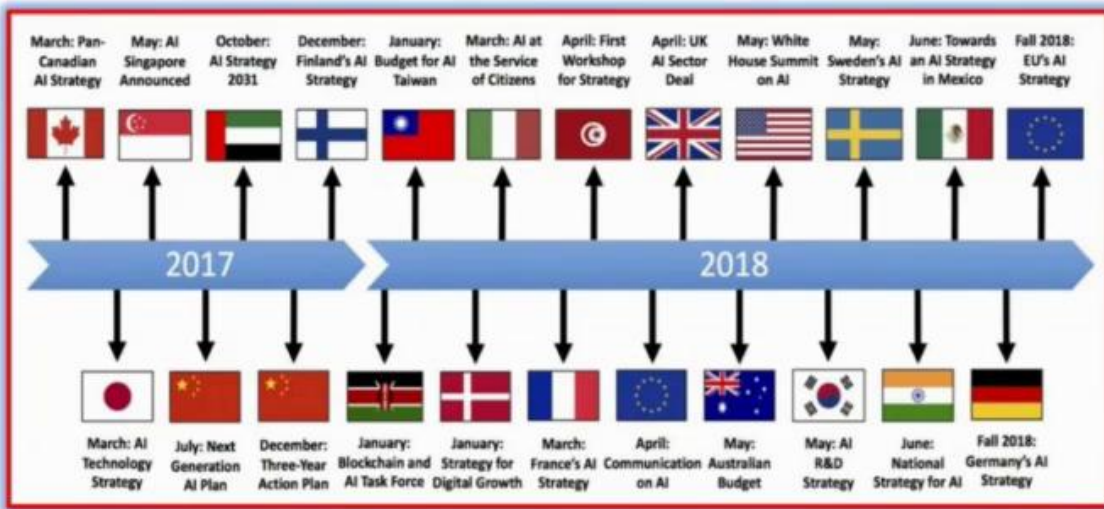 March: Pan-
Canadian
AI Strategy
May: AI
Singapore
Announced
October:
AI Strategy
2031
December:
Finland's AI
Strategy
January:
Budget for AI
Taiwan
March: AI at
the Service
of Citizens
April: First
Workshop
for Strategy
April: UK
AI Sector
Deal
May: White
House Summit
on AI
May:
Sweden's AI
Strategy
June: Towards
an AI Strategy
in Mexico
Fall 2018:
EU's AI
Strategy
2017
2018
March: AI
Technology
Strategy
July: Next
Generation
AI Plan
December:
Three-Year
Action Plan
January:
Blockchain and
AI Task Force
January:
Strategy for
Digital Growth
March:
France's AI
Strategy
April:
Communication
on AI
May:
Australian
Budget
May: AI
R&D
Strategy
June:
National
Strategy for AI
Fall 2018:
Germany's AI
Strategy